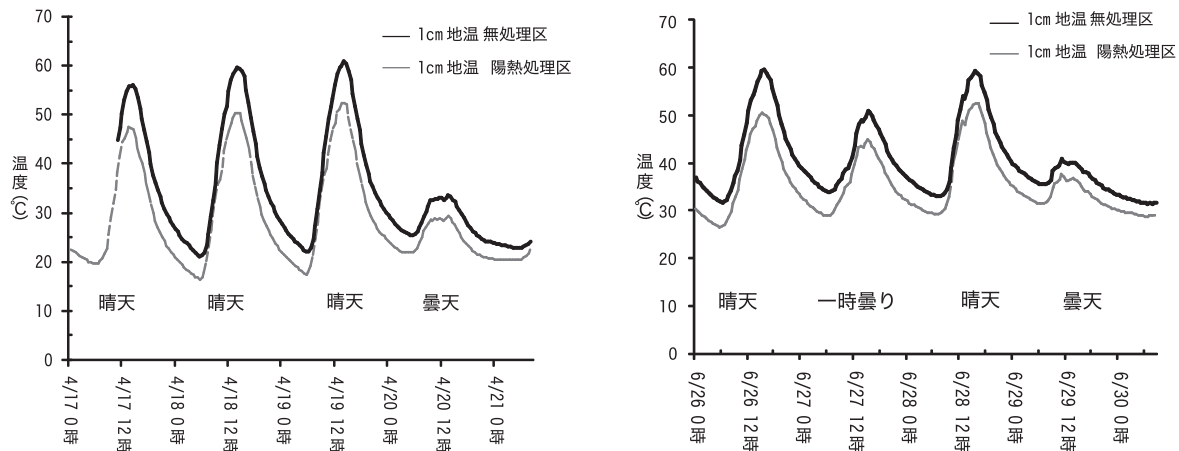 70
60
50
40
30
20
10
0
温度(℃)
1cm 地温 無処理区
1cm 地温 陽熱処理区
晴天
晴天
晴天
曇天
4/17 0時
4/17 12時
4/18 0時
4/18 12時
4/19 0時
4/19 12時
4/20 0時
4/20 12時
4/21 0時
70
60
50
40
30
20
10
0
温度(℃)
1cm 地温 無処理区
1cm 地温 陽熱処理区
晴天
一時曇り
晴天
曇天
6/26 0時
6/26 12時
6/27 0時
6/27 12時
6/28 0時
6/28 12時
6/29 0時
6/29 12時
6/30 0時